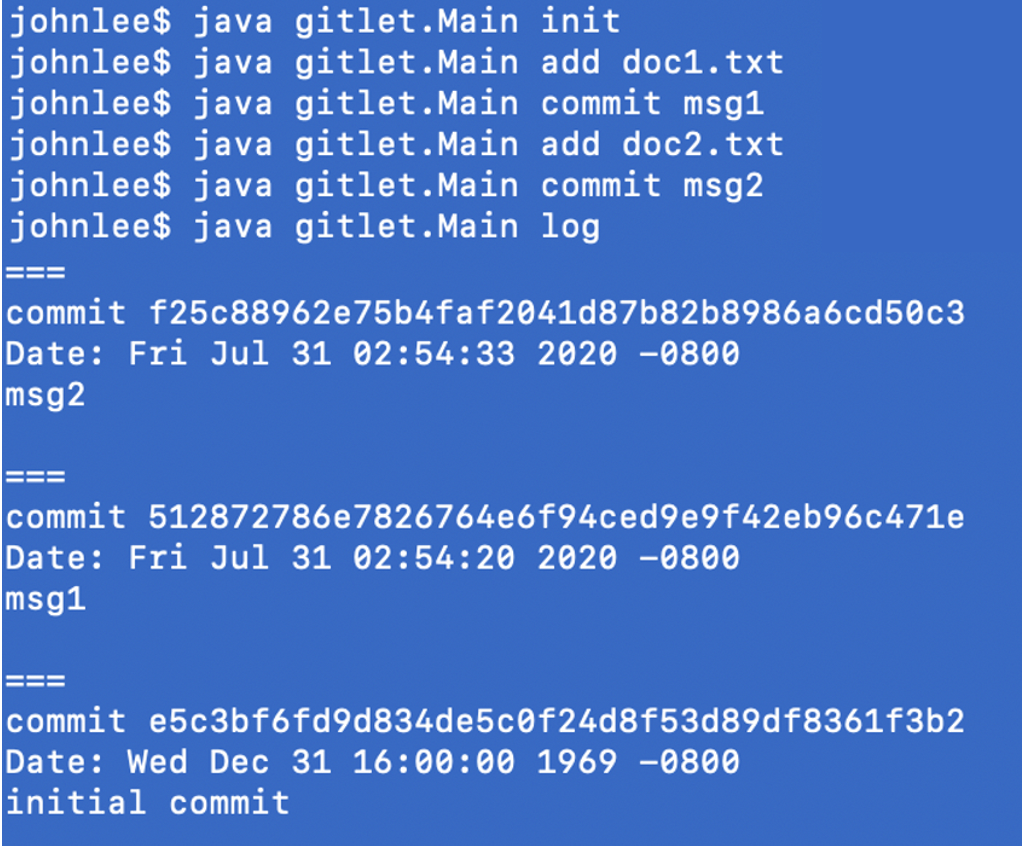 johnlee$ java gitlet.Main init
johnlee$ java gitlet.Main add doc1.txt
johnlee$ java gitlet.Main commit msg1
johnlee$ java gitlet.Main add doc2.txt
johnlee$ java gitlet.Main commit msg2
johnlee$ java gitlet.Main log
===
commit f25c88962e75b4faf2041d87b82b8986a6cd50c3
Date: Fri Jul 31 02:54:33 2020 -0800
msg2
===
commit 512872786e7826764e6f94ced9e9f42eb96c471e
Date: Fri Jul 31 02:54:20 2020 -0800
msg1
===
commit e5c3bf6fd9d834de5c0f24d8f53d89df8361f3b2
Date: Wed Dec 31 16:00:00 1969 -0800
initial commit